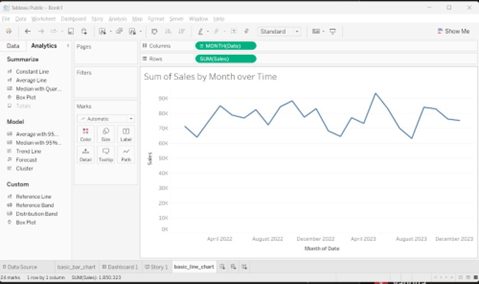 Tableau Public - Book1
File Data Worksheet Dashboard Story Analysis Map Format Server Window Help
Standard
Show Me
Data Analytics
Pages
Columns
MONTH(Date)
Rows
SUM(Sales)
Summarize
Constant Line
Average Line
Median with Quar...
Box Plot
Totals
Filters
Model
Average with 95...
Median with 95%...
Trend Line
Forecast
Cluster
Marks
Automatic
Color Size Label
Detail Tooltip Path
Custom
Reference Line
Reference Band
Distribution Band
Box Plot
Sum of Sales by Month over Time
90K
80K
70K
60K
50K
40K
30K
20K
10K
0K
Sales
April 2022 August 2022 December 2022 April 2023 August 2023 December 2023
Month of Date
Data Source basic_bar_chart Dashboard 1 Story 1 basic_line_chart
24 marks 1 row by 1 column SUM(Sales): 1,850,323